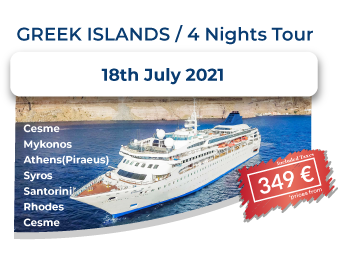 GREEK ISLANDS / 4 Nights Tour
18th July 2021
Cesme
Mykonos
Athens(Piraeus)
Syros
Santorini
Rhodes
Cesme
Included Taxes
349 €
*prices from